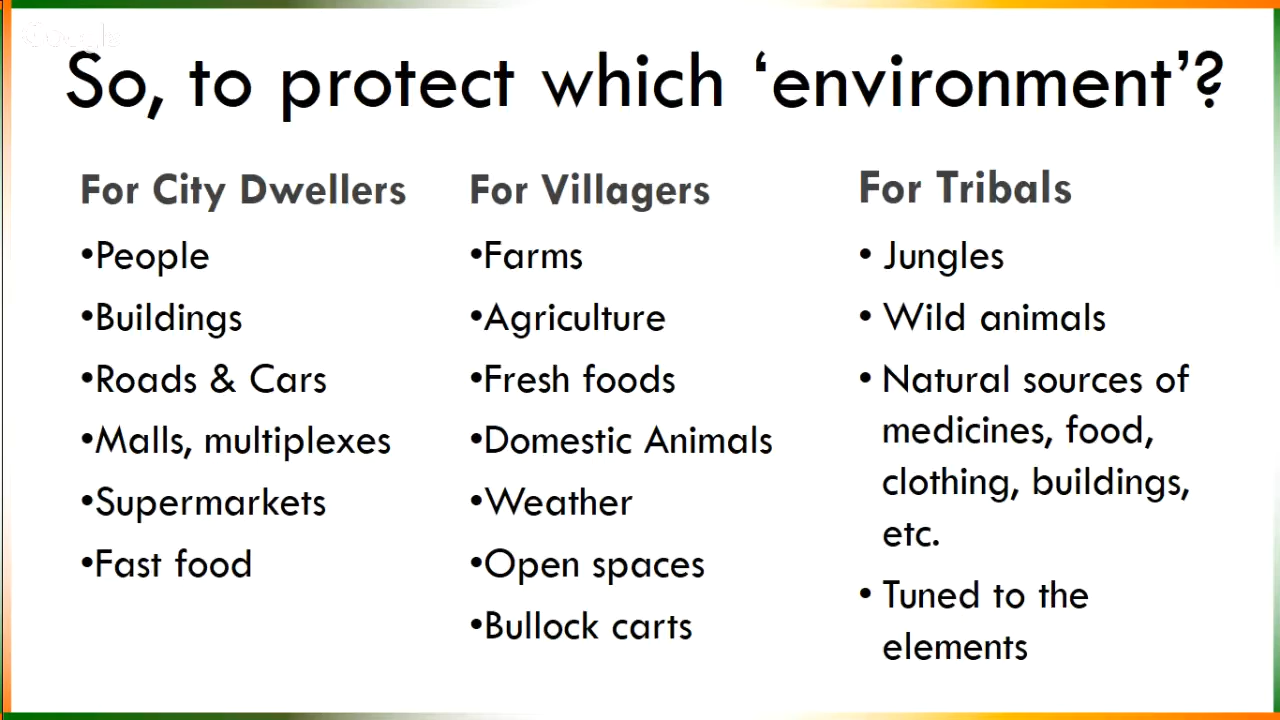 Google
So, to protect which ‘environment’?
For City Dwellers
•People
•Buildings
•Roads & Cars
•Malls, multiplexes
•Supermarkets
•Fast food
For Villagers
•Farms
•Agriculture
•Fresh foods
•Domestic Animals
•Weather
•Open spaces
•Bullock carts
For Tribals
• Jungles
• Wild animals
• Natural sources of
medicines, food,
clothing, buildings,
etc.
• Tuned to the
elements